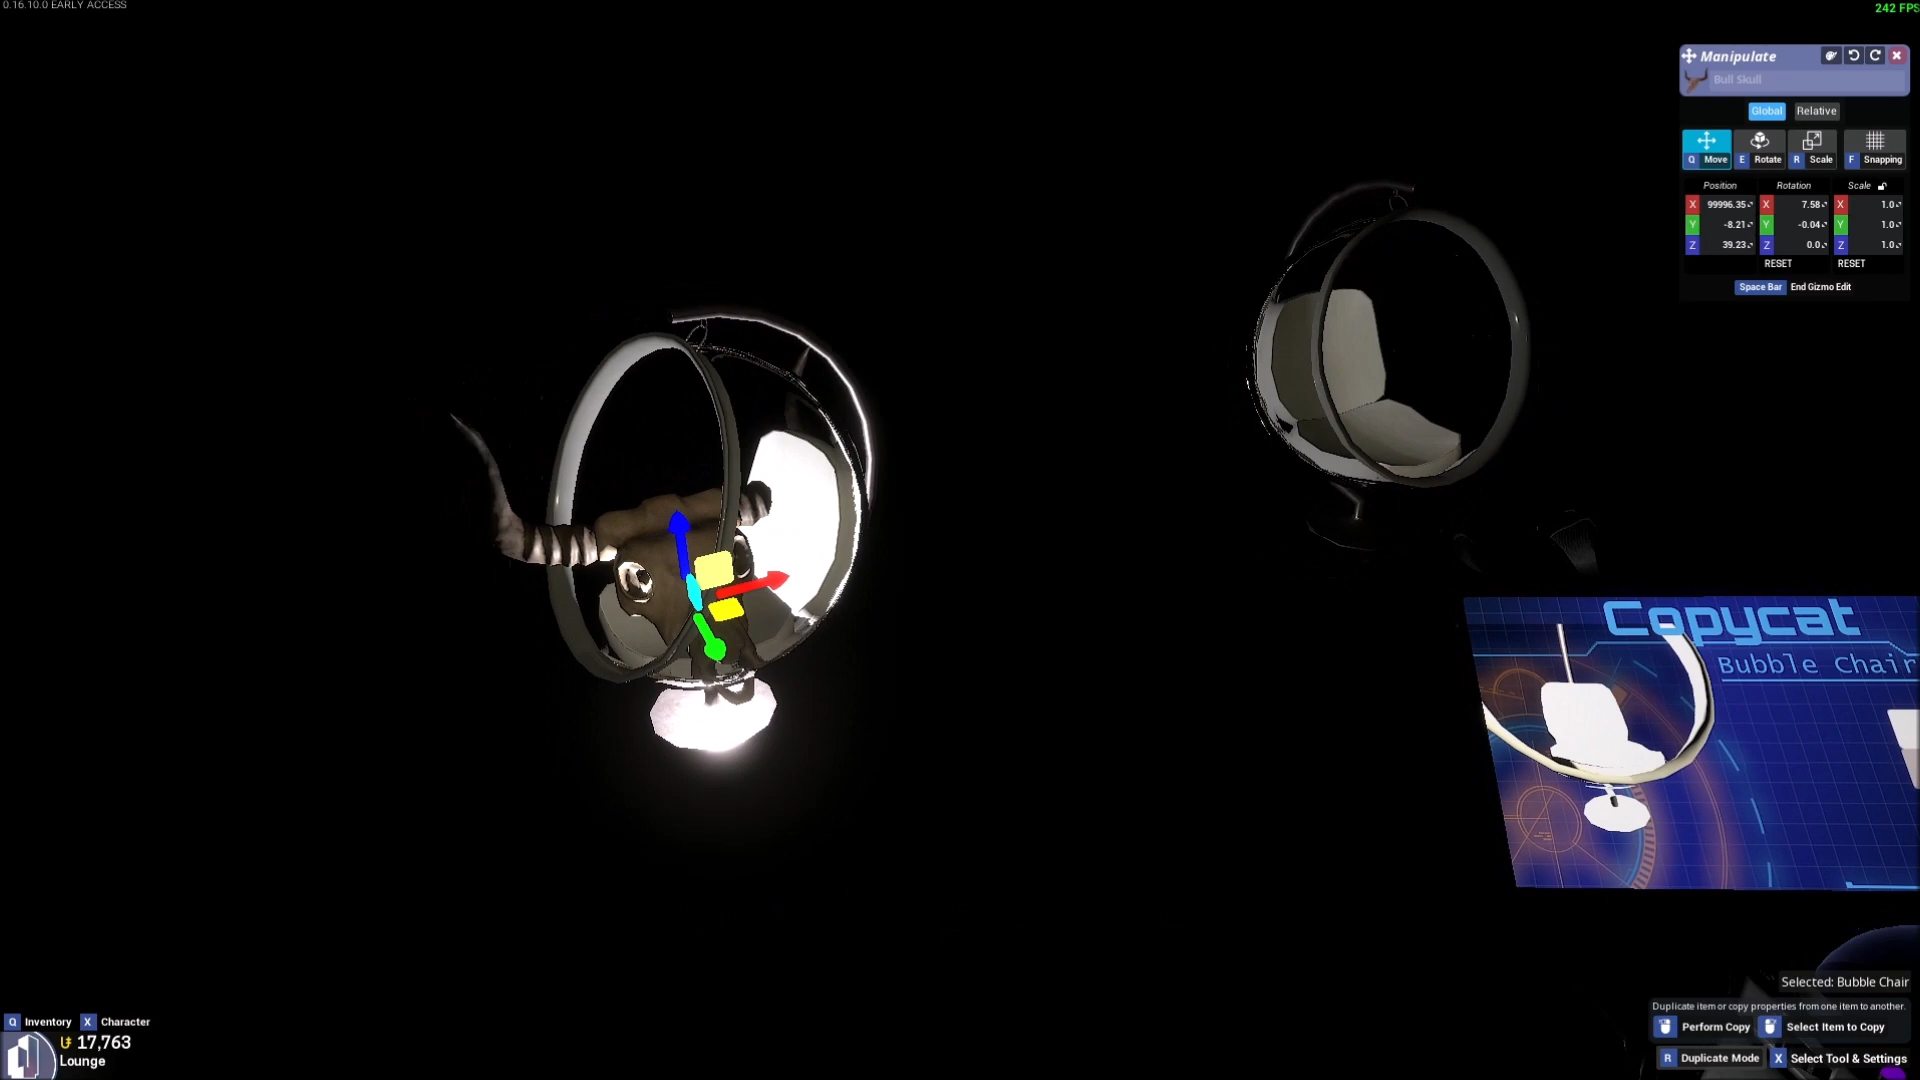 0.16.10.0 EARLY ACCESS
242 FPS
Manipulate
Bull Skull
Global Relative
Q Move E Rotate R Scale F Snapping
Position Rotation Scale
X 99996.35 X 7.58 X 1.0
Y -8.21 Y -0.04 Y 1.0
Z 39.23 Z 0.0 Z 1.0
RESET RESET
Space Bar End Gizmo Edit
Copycat
Bubble Chair
Selected: Bubble Chair
Duplicate item or copy properties from one item to another.
Perform Copy Select Item to Copy
R Duplicate Mode X Select Tool & Settings
Q Inventory X Character
17,763
Lounge